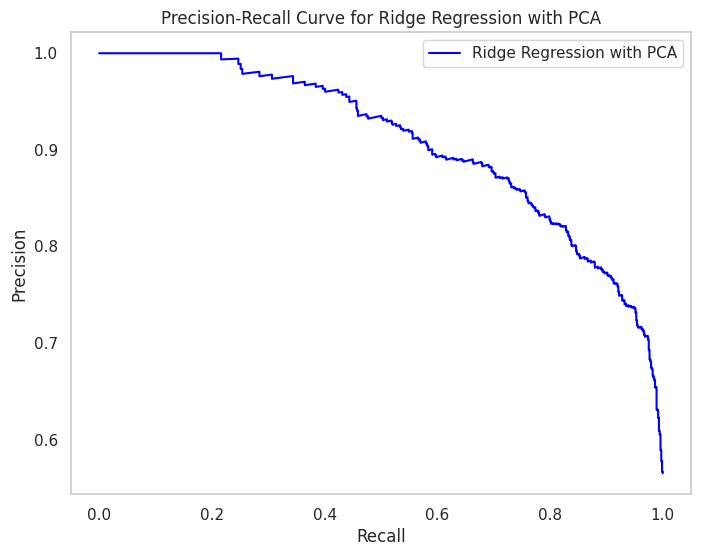 Precision-Recall Curve for Ridge Regression with PCA
Ridge Regression with PCA
Precision
1.0
0.9
0.8
0.7
0.6
0.0 0.2 0.4 0.6 0.8 1.0
Recall